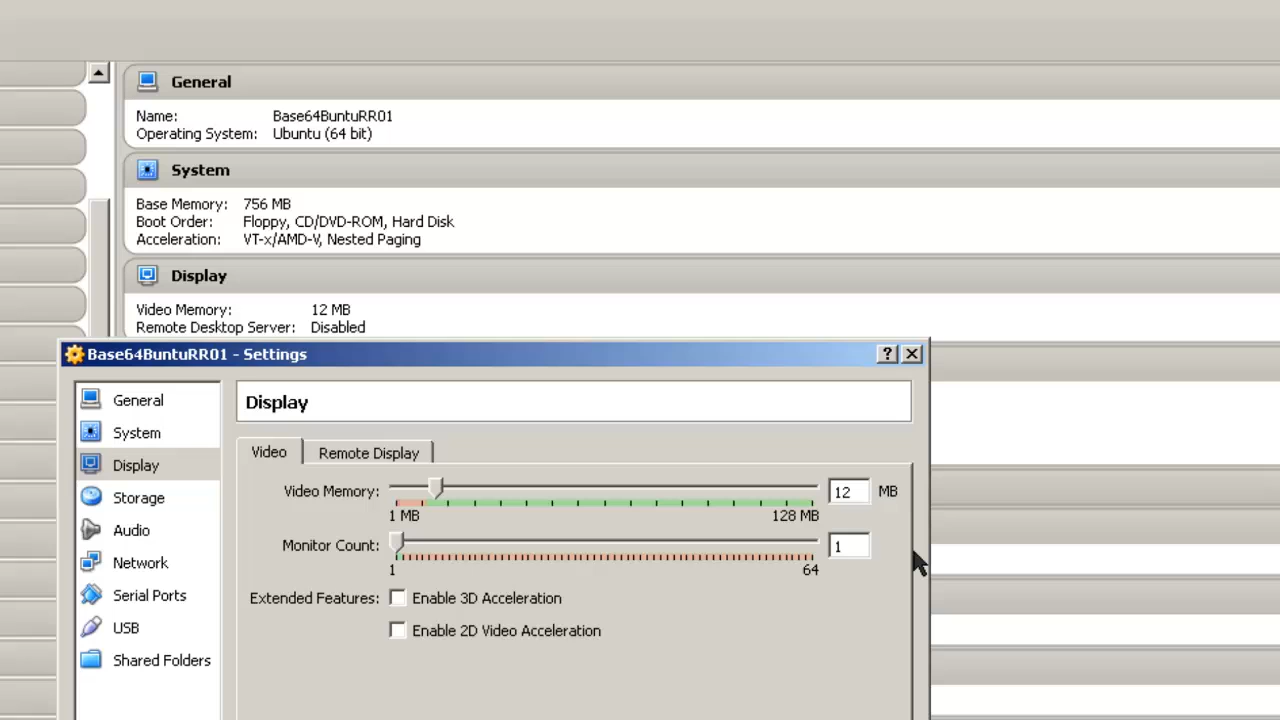 General
Name: Base64BuntuRR01
Operating System: Ubuntu (64 bit)
System
Base Memory: 756 MB
Boot Order: Floppy, CD/DVD-ROM, Hard Disk
Acceleration: VT-x/AMD-V, Nested Paging
Display
Video Memory: 12 MB
Remote Desktop Server: Disabled
Base64BuntuRR01 - Settings ?
General
System
Display
Storage
Audio
Network
Serial Ports
USB
Shared Folders
Display
Video Remote Display
Video Memory: 12 MB
1 MB 128 MB
Monitor Count: 1
1 64
Extended Features: Enable 3D Acceleration
Enable 2D Video Acceleration